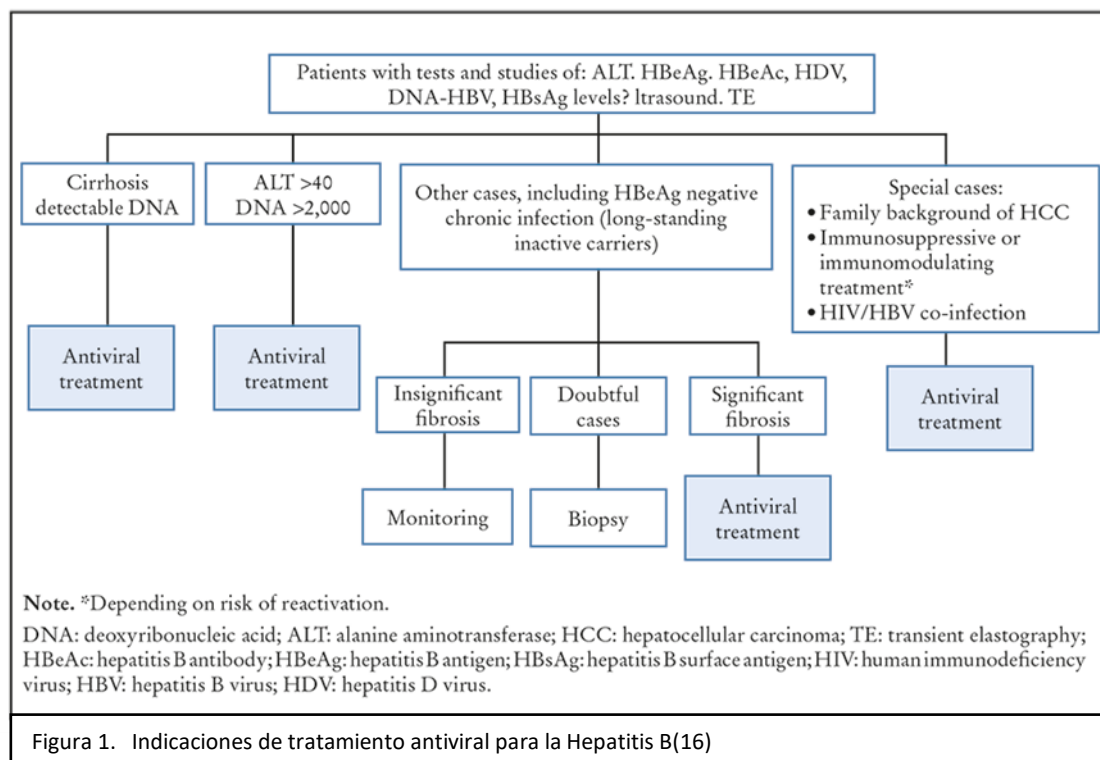 Patients with tests and studies of: ALT. HBeAg. HBeAc, HDV,
DNA-HBV, HBsAg levels? ltrasound. TE
Cirrhosis
detectable DNA
ALT >40
DNA >2,000
Other cases, including HBeAg negative
chronic infection (long-standing
inactive carriers)
Special cases:
• Family background of HCC
• Immunosuppressive or
immunomodulating
treatment*
• HIV/HBV co-infection
Antiviral
treatment
Antiviral
treatment
Insignificant
fibrosis
Doubtful
cases
Significant
fibrosis
Antiviral
treatment
Monitoring
Biopsy
Antiviral
treatment
Note. *Depending on risk of reactivation.
DNA: deoxyribonucleic acid; ALT: alanine aminotransferase; HCC: hepatocellular carcinoma; TE: transient elastography;
HBeAc: hepatitis B antibody; HBeAg: hepatitis B antigen; HBsAg: hepatitis B surface antigen; HIV: human immunodeficiency
virus; HBV: hepatitis B virus; HDV: hepatitis D virus.
Figura 1. Indicaciones de tratamiento antiviral para la Hepatitis B(16)